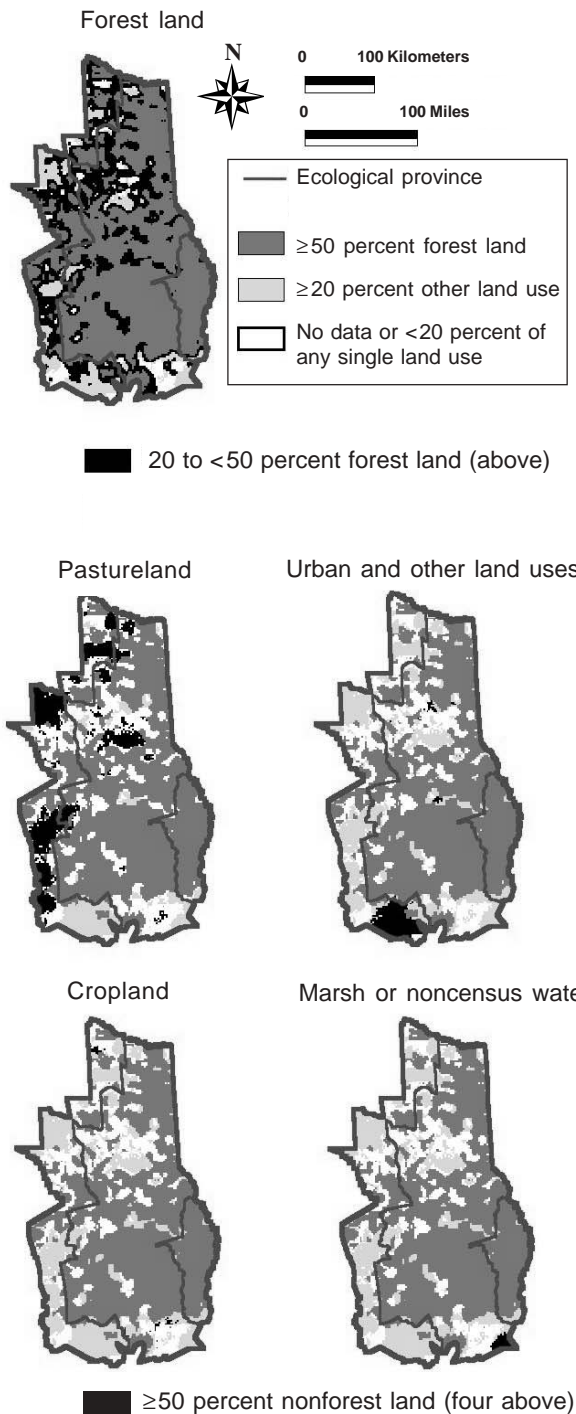 Forest land
N
0 100 Kilometers
0 100 Miles
Ecological province
≥50 percent forest land
≥20 percent other land use
No data or <20 percent of
any single land use
20 to <50 percent forest land (above)
Pastureland
Urban and other land uses
Cropland
Marsh or noncensus wate
≥50 percent nonforest land (four above)